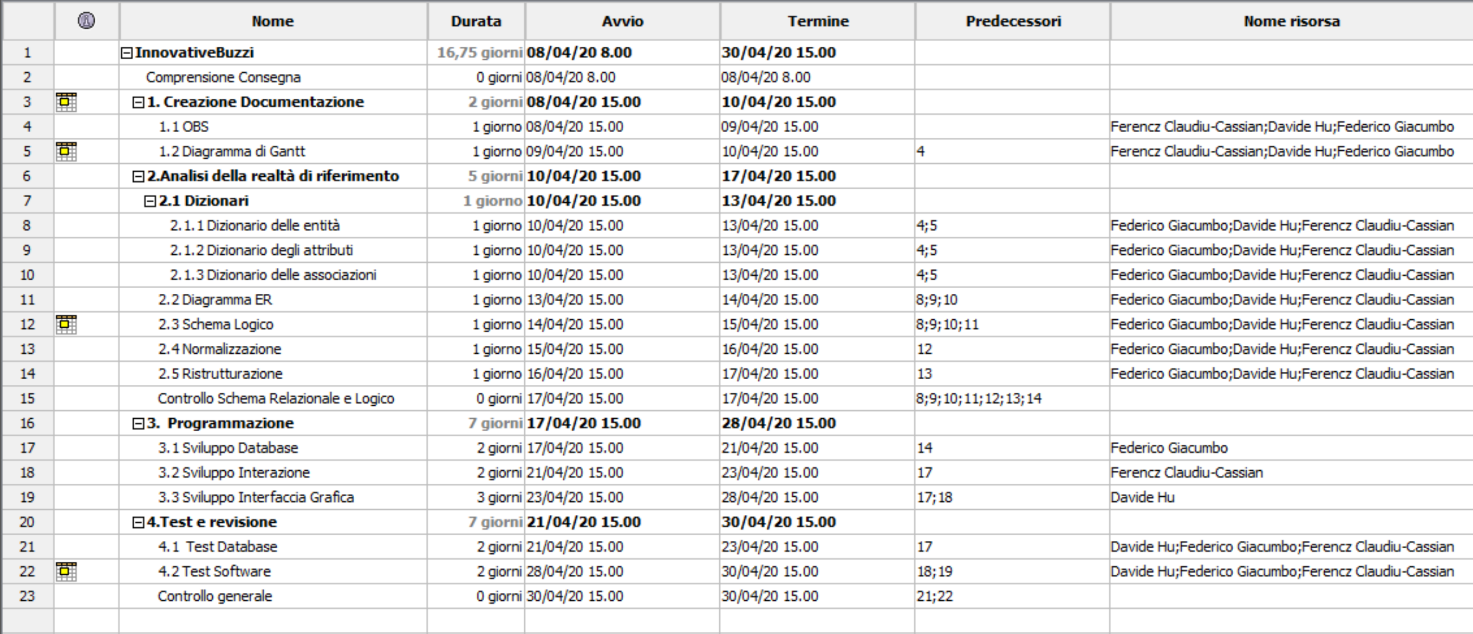 Nome Durata Avvio Termine Predecessori Nome risorsa
1 InnovativeBuzzi 16,75 giorni 08/04/20 8.00 30/04/20 15.00
2 Comprensione Consegna 0 giorni 08/04/20 8.00 08/04/20 8.00
3 1. Creazione Documentazione 2 giorni 08/04/20 15.00 10/04/20 15.00
4 1.1 OBS 1 giorno 08/04/20 15.00 09/04/20 15.00 Ferencz Claudiu-Cassian;Davide Hu;Federico Giacumbo
5 1.2 Diagramma di Gantt 1 giorno 09/04/20 15.00 10/04/20 15.00 4 Ferencz Claudiu-Cassian;Davide Hu;Federico Giacumbo
6 2.Analisi della realtà di riferimento 5 giorni 10/04/20 15.00 17/04/20 15.00
7 2.1 Dizionari 1 giorno 10/04/20 15.00 13/04/20 15.00
8 2.1.1 Dizionario delle entità 1 giorno 10/04/20 15.00 13/04/20 15.00 4;5 Federico Giacumbo;Davide Hu;Ferencz Claudiu-Cassian
9 2.1.2 Dizionario degli attributi 1 giorno 10/04/20 15.00 13/04/20 15.00 4;5 Federico Giacumbo;Davide Hu;Ferencz Claudiu-Cassian
10 2.1.3 Dizionario delle associazioni 1 giorno 10/04/20 15.00 13/04/20 15.00 4;5 Federico Giacumbo;Davide Hu;Ferencz Claudiu-Cassian
11 2.2 Diagramma ER 1 giorno 13/04/20 15.00 14/04/20 15.00 8;9;10 Federico Giacumbo;Davide Hu;Ferencz Claudiu-Cassian
12 2.3 Schema Logico 1 giorno 14/04/20 15.00 15/04/20 15.00 8;9;10;11 Federico Giacumbo;Davide Hu;Ferencz Claudiu-Cassian
13 2.4 Normalizzazione 1 giorno 15/04/20 15.00 16/04/20 15.00 12 Federico Giacumbo;Davide Hu;Ferencz Claudiu-Cassian
14 2.5 Ristrutturazione 1 giorno 16/04/20 15.00 17/04/20 15.00 13 Federico Giacumbo;Davide Hu;Ferencz Claudiu-Cassian
15 Controllo Schema Relazionale e Logico 0 giorni 17/04/20 15.00 17/04/20 15.00 8;9;10;11;12;13;14
16 3. Programmazione 7 giorni 17/04/20 15.00 28/04/20 15.00
17 3.1 Sviluppo Database 2 giorni 17/04/20 15.00 21/04/20 15.00 14 Federico Giacumbo
18 3.2 Sviluppo Interazione 2 giorni 21/04/20 15.00 23/04/20 15.00 17 Ferencz Claudiu-Cassian
19 3.3 Sviluppo Interfaccia Grafica 3 giorni 23/04/20 15.00 28/04/20 15.00 17;18 Davide Hu
20 4.Test e revisione 7 giorni 21/04/20 15.00 30/04/20 15.00
21 4.1 Test Database 2 giorni 21/04/20 15.00 23/04/20 15.00 17 Davide Hu;Federico Giacumbo;Ferencz Claudiu-Cassian
22 4.2 Test Software 2 giorni 28/04/20 15.00 30/04/20 15.00 18;19 Davide Hu;Federico Giacumbo;Ferencz Claudiu-Cassian
23 Controllo generale 0 giorni 30/04/20 15.00 30/04/20 15.00 21;22